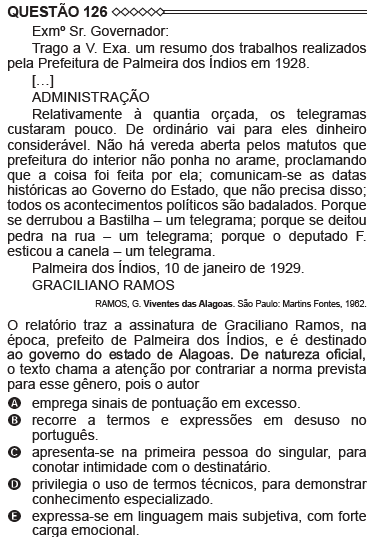 QUESTÃO 126
Exmº Sr. Governador:
Trago a V. Exa. um resumo dos trabalhos realizados
pela Prefeitura de Palmeira dos Índios em 1928.
[...]
ADMINISTRAÇÃO
Relativamente à quantia orçada, os telegramas
custaram pouco. De ordinário vai para eles dinheiro
considerável. Não há vereda aberta pelos matutos que
prefeitura do interior não ponha no arame, proclamando
que a coisa foi feita por ela; comunicam-se as datas
históricas ao Governo do Estado, que não precisa disso;
todos os acontecimentos políticos são badalados. Porque
se derrubou a Bastilha – um telegrama; porque se deitou
pedra na rua – um telegrama; porque o deputado F.
esticou a canela – um telegrama.
Palmeira dos Índios, 10 de janeiro de 1929.
GRACILIANO RAMOS
RAMOS, G. Viventes das Alagoas. São Paulo: Martins Fontes, 1962.
O relatório traz a assinatura de Graciliano Ramos, na
época, prefeito de Palmeira dos Índios, e é destinado
ao governo do estado de Alagoas. De natureza oficial,
o texto chama a atenção por contrariar a norma prevista
para esse gênero, pois o autor
A emprega sinais de pontuação em excesso.
B recorre a termos e expressões em desuso no
português.
C apresenta-se na primeira pessoa do singular, para
conotar intimidade com o destinatário.
D privilegia o uso de termos técnicos, para demonstrar
conhecimento especializado.
E expressa-se em linguagem mais subjetiva, com forte
carga emocional.